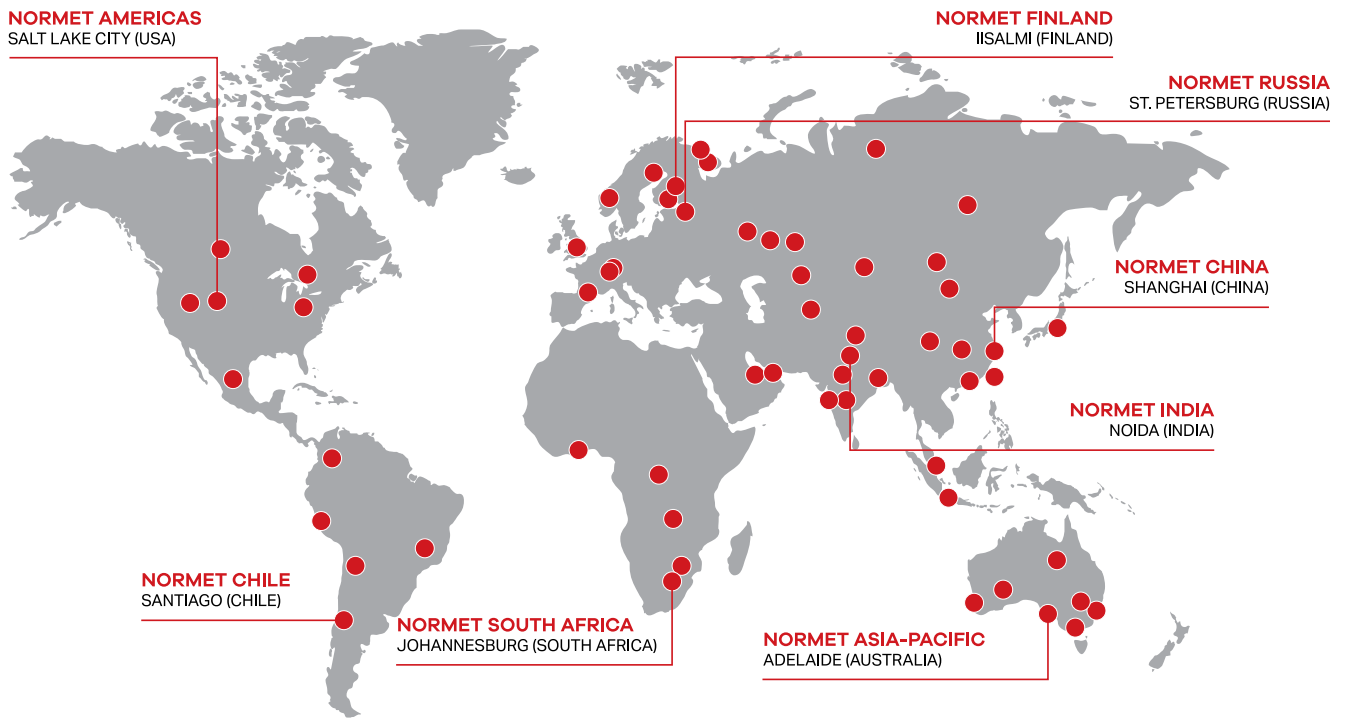 NORMET AMERICAS
SALT LAKE CITY (USA)
NORMET FINLAND
IISALMI (FINLAND)
NORMET RUSSIA
ST. PETERSBURG (RUSSIA)
NORMET CHINA
SHANGHAI (CHINA)
NORMET INDIA
NOIDA (INDIA)
NORMET CHILE
SANTIAGO (CHILE)
NORMET SOUTH AFRICA
JOHANNESBURG (SOUTH AFRICA)
NORMET ASIA-PACIFIC
ADELAIDE (AUSTRALIA)